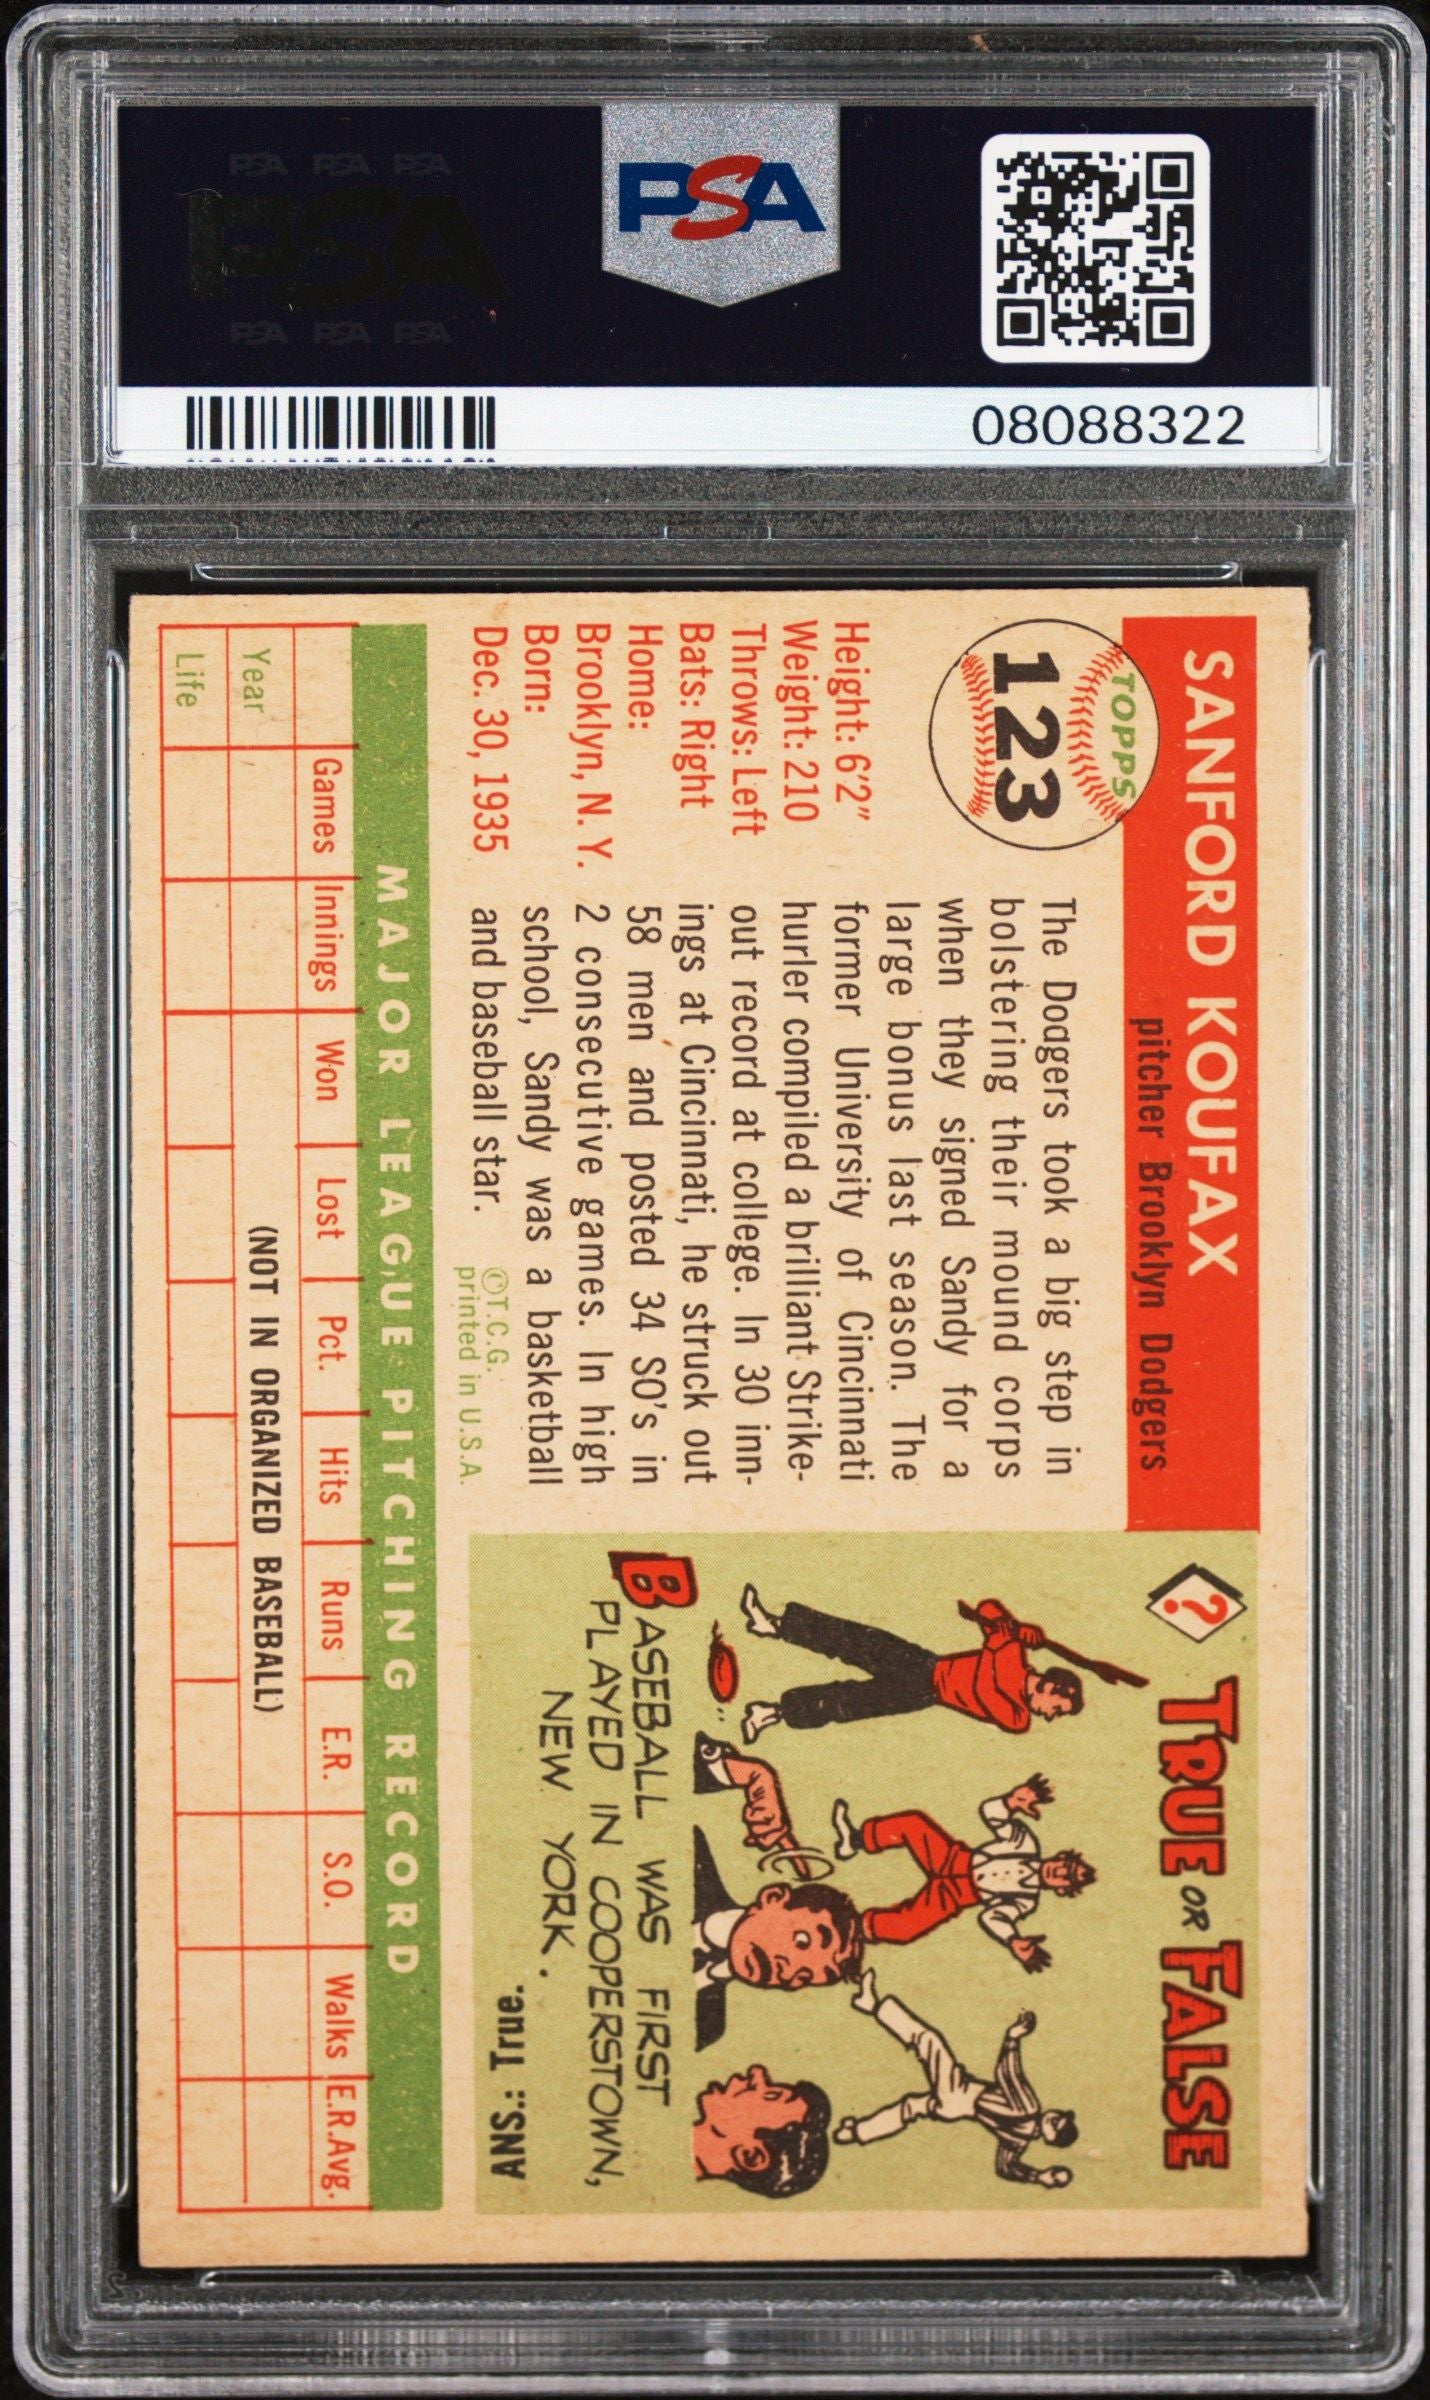 PSA PSA PSA
PSA
PSA PSA PSA
PSA
08088322
SANFORD KOUFAX
pitcher Brooklyn Dodgers
TOPPS
123
Height: 6'2"
Weight: 210
Throws: Left
Bats: Right
Home:
Brooklyn, N. Y.
Born:
Dec. 30, 1935
The Dodgers took a big step in
bolstering their mound corps
when they signed Sandy for a
large bonus last season. The
former University of Cincinnati
hurler compiled a brilliant Strike-
out record at college. In 30 inn-
ings at Cincinnati, he struck out
58 men and posted 34 SO's in
2 consecutive games. In high
school, Sandy was a basketball
and baseball star.
©T.C.G.
printed in U.S.A.
?
TRUE OR FALSE
BASEBALL WAS FIRST
PLAYED IN COOPERSTOWN,
NEW YORK.
ANS.: True.
MAJOR LEAGUE PITCHING RECORD
Games Innings Won Lost Pct. Hits Runs E.R. S.O. Walks E.R.Avg.
Year
(NOT IN ORGANIZED BASEBALL)
Life